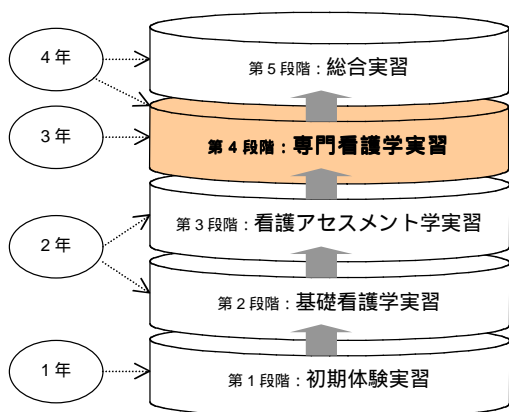 4年
第5段階：総合実習
3年
第4段階：専門看護学実習
2年
第3段階：看護アセスメント学実習
第2段階：基礎看護学実習
1年
第1段階：初期体験実習